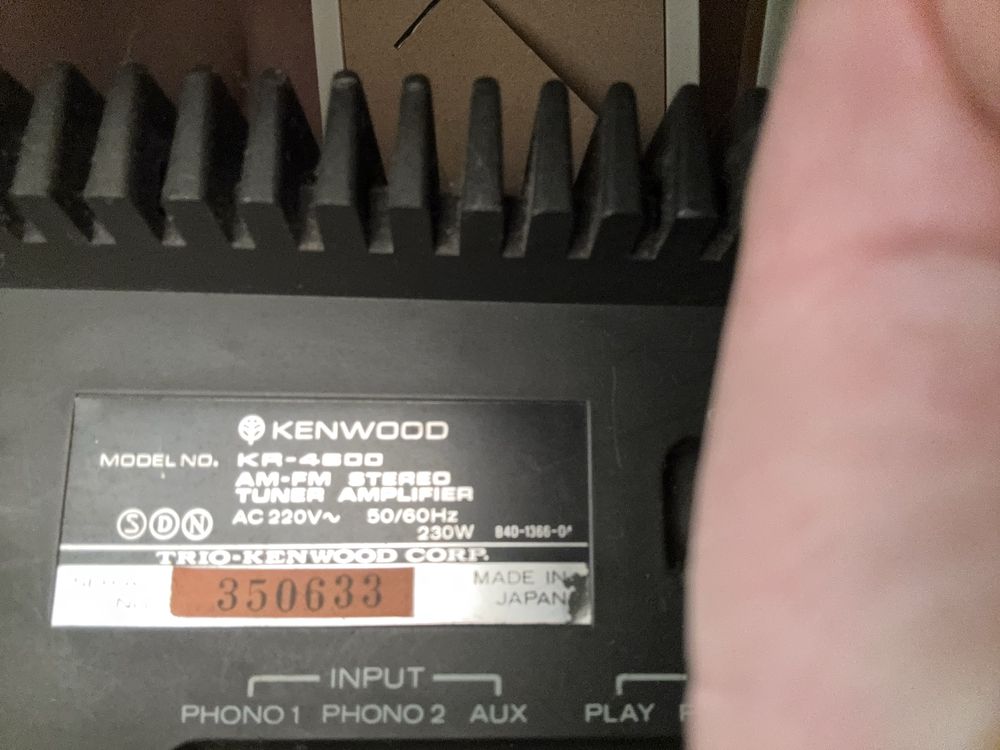 KENWOOD
MODEL NO. KR-4600
AM-FM STEREO
TUNER AMPLIFIER
S D N AC 220V~ 50/60Hz
230W
TRIO-KENWOOD CORP.
350633 MADE IN
NO. JAPAN
INPUT
PHONO 1 PHONO 2 AUX PLAY